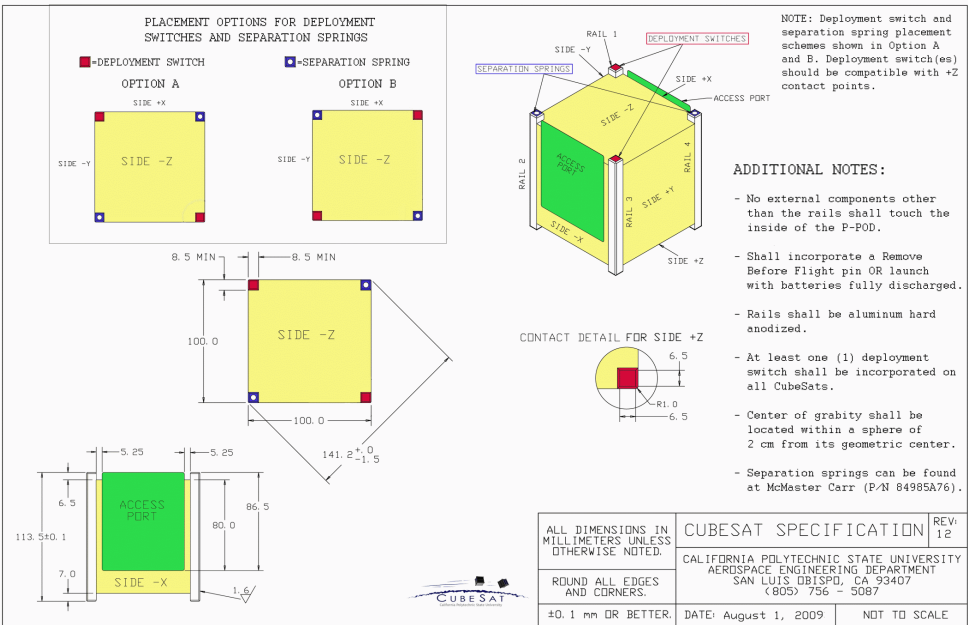 PLACEMENT OPTIONS FOR DEPLOYMENT
SWITCHES AND SEPARATION SPRINGS
=DEPLOYMENT SWITCH
=SEPARATION SPRING
OPTION A
OPTION B
SIDE +X
SIDE +X
SIDE -Y
SIDE -Z
SIDE -Y
SIDE -Z
RAIL 1
SIDE -Y
DEPLOYMENT SWITCHES
SEPARATION SPRINGS
SIDE +X
ACCESS PORT
SIDE -Z
ACCESS
PORT
RAIL 2
RAIL 3
RAIL 4
SIDE +Y
SIDE -X
SIDE +Z
NOTE: Deployment switch and
separation spring placement
schemes shown in Option A
and B. Deployment switch(es)
should be compatible with +Z
contact points.
ADDITIONAL NOTES:
- No external components other
than the rails shall touch the
inside of the P-POD.
- Shall incorporate a Remove
Before Flight pin OR launch
with batteries fully discharged.
- Rails shall be aluminum hard
anodized.
- At least one (1) deployment
switch shall be incorporated on
all CubeSats.
- Center of grabity shall be
located within a sphere of
2 cm from its geometric center.
- Separation springs can be found
at McMaster Carr (P/N 84985A76).
8.5 MIN
8.5 MIN
SIDE -Z
100.0
100.0
141.2 +.0
-1.5
CONTACT DETAIL FOR SIDE +Z
6.5
R1.0
6.5
5.25
5.25
6.5
ACCESS
PORT
86.5
80.0
113.5±0.1
7.0
SIDE -X
1.6
CUBESAT
California Polytechnic State University
ALL DIMENSIONS IN
MILLIMETERS UNLESS
OTHERWISE NOTED.
ROUND ALL EDGES
AND CORNERS.
±0.1 mm OR BETTER.
CUBESAT SPECIFICATION
REV:
12
CALIFORNIA POLYTECHNIC STATE UNIVERSITY
AEROSPACE ENGINEERING DEPARTMENT
SAN LUIS OBISPO, CA 93407
(805) 756 - 5087
DATE: August 1, 2009
NOT TO SCALE